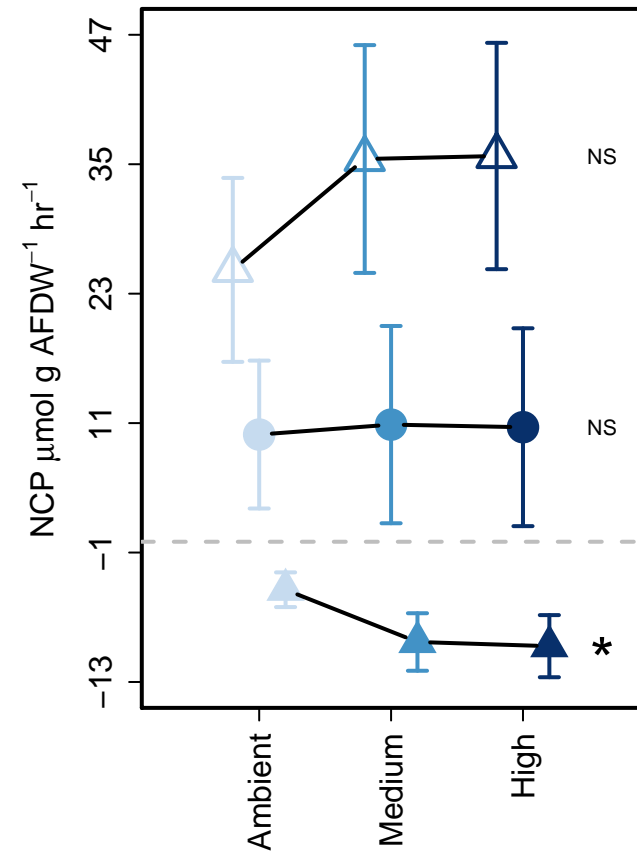 NCP μmol g AFDW⁻¹ hr⁻¹
47
35
23
11
−1
−13
NS
NS
*
Ambient
Medium
High